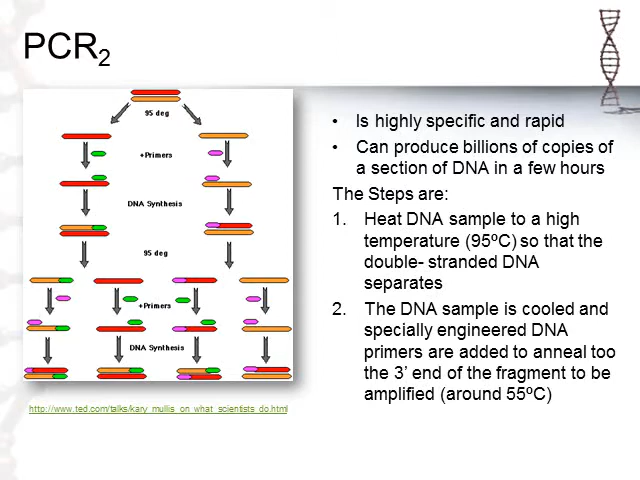 PCR2
95 deg
+Primers
DNA Synthesis
95 deg
+Primers
DNA Synthesis
http://www.ted.com/talks/kary_mullis_on_what_scientists_do.html
• Is highly specific and rapid
• Can produce billions of copies of
a section of DNA in a few hours
The Steps are:
1. Heat DNA sample to a high
temperature (95ºC) so that the
double- stranded DNA
separates
2. The DNA sample is cooled and
specially engineered DNA
primers are added to anneal too
the 3’ end of the fragment to be
amplified (around 55ºC)